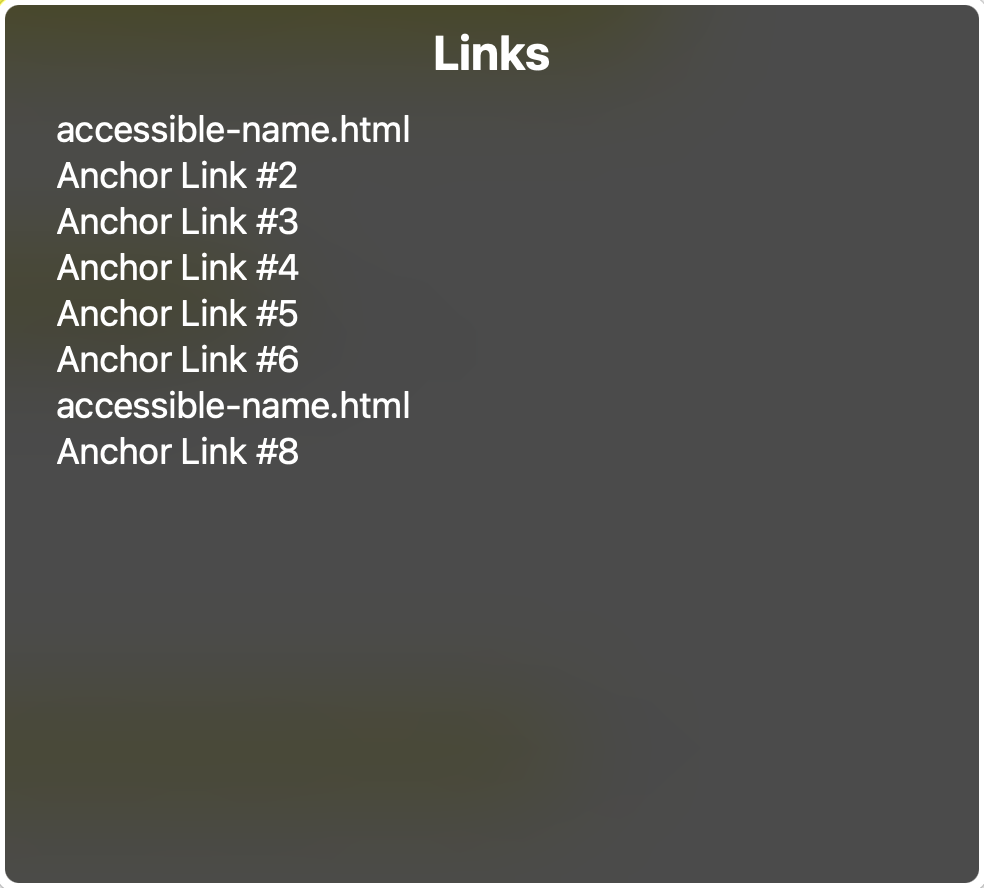 Links
accessible-name.html
Anchor Link #2
Anchor Link #3
Anchor Link #4
Anchor Link #5
Anchor Link #6
accessible-name.html
Anchor Link #8